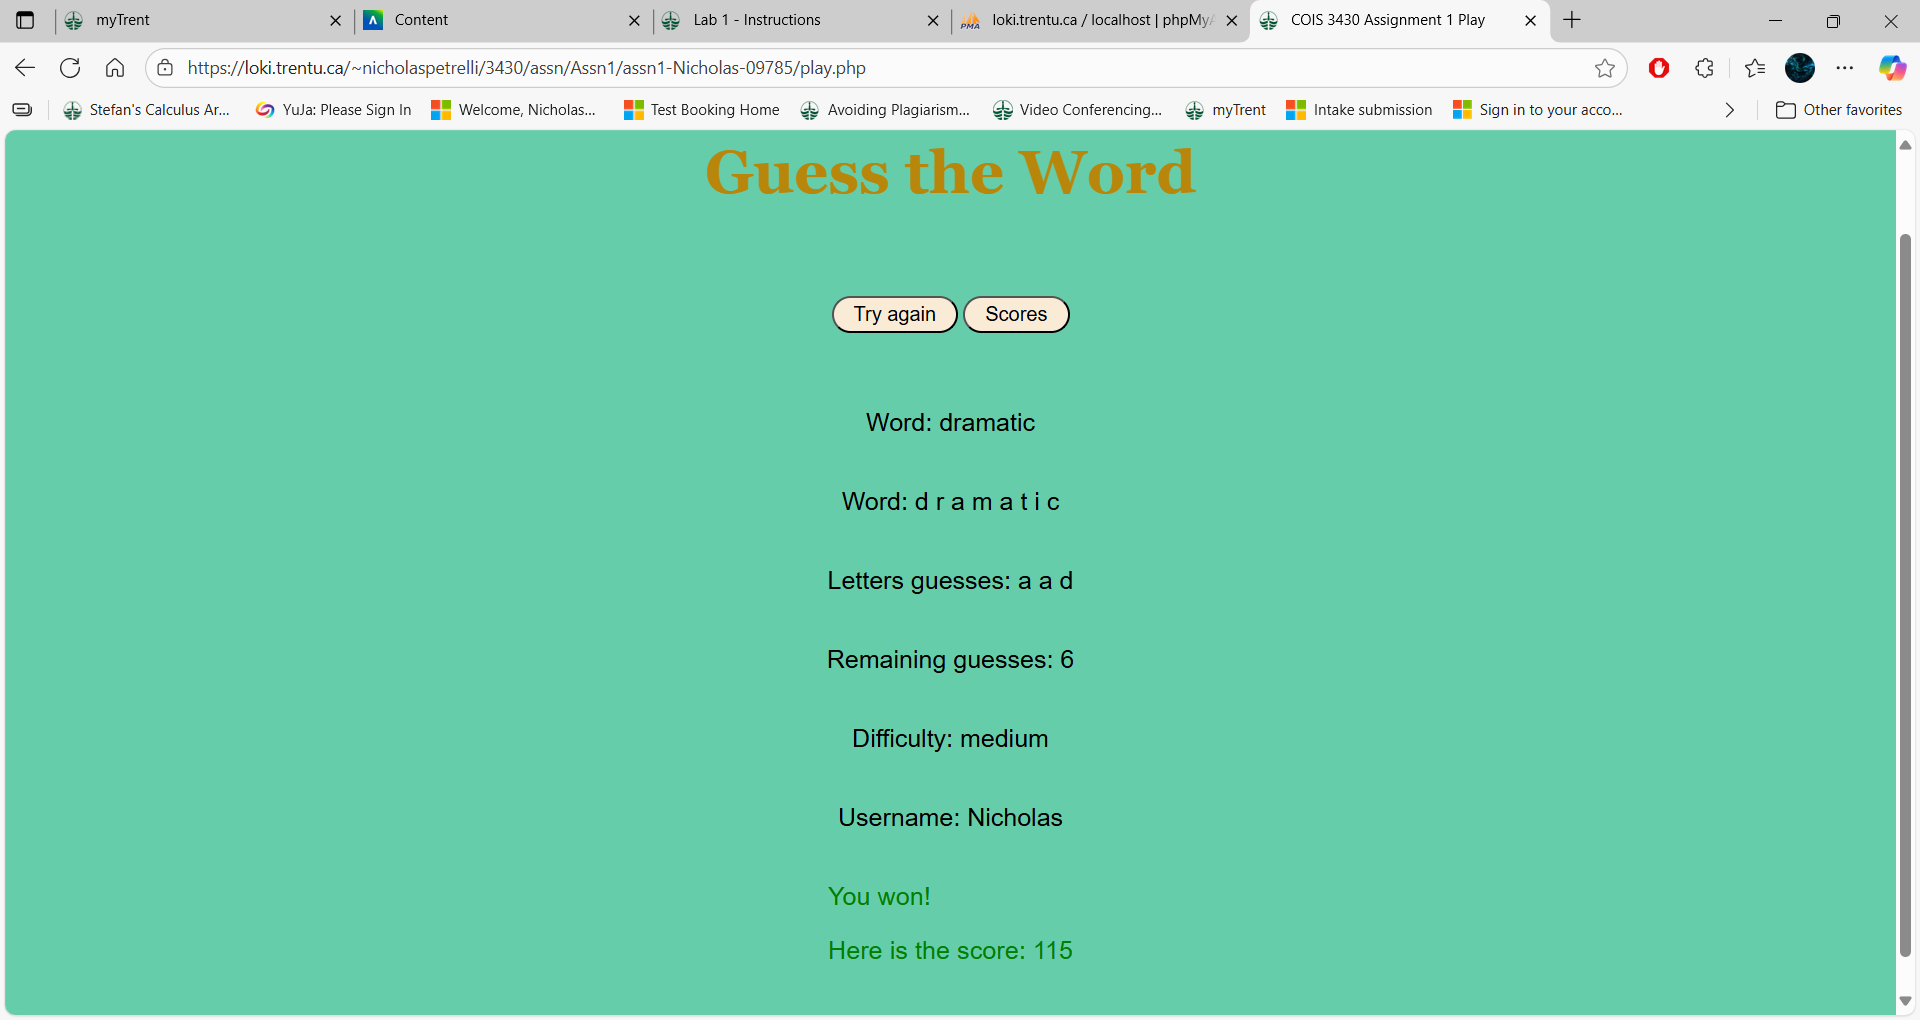 myTrent
Content
Lab 1 - Instructions
loki.trentu.ca / localhost | phpMyA
COIS 3430 Assignment 1 Play
https://loki.trentu.ca/~nicholaspetrelli/3430/assn/Assn1/assn1-Nicholas-09785/play.php
Stefan's Calculus Ar...
YuJa: Please Sign In
Welcome, Nicholas...
Test Booking Home
Avoiding Plagiarism...
Video Conferencing...
myTrent
Intake submission
Sign in to your acco...
Other favorites
Guess the Word
Try again
Scores
Word: dramatic
Word: d r a m a t i c
Letters guesses: a a d
Remaining guesses: 6
Difficulty: medium
Username: Nicholas
You won!
Here is the score: 115